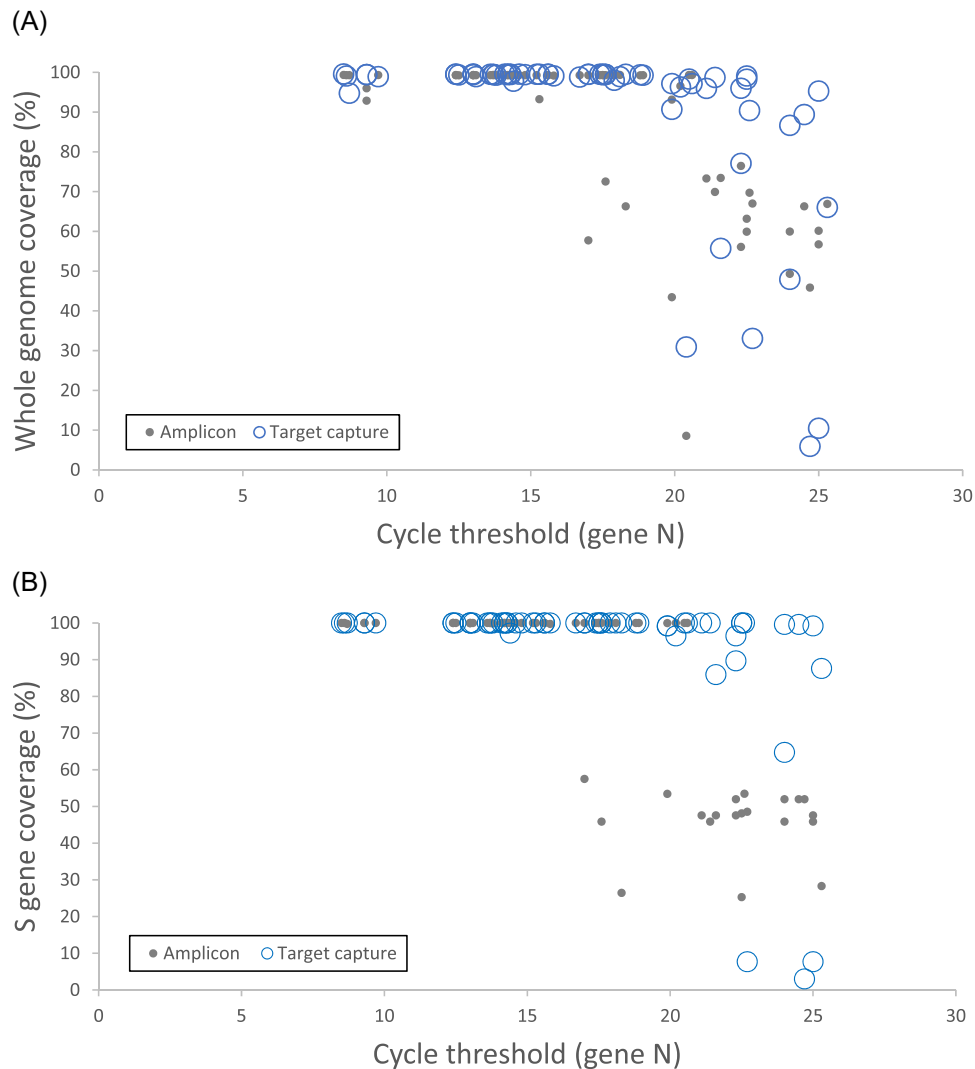 (A)
Whole genome coverage (%)
100
90
80
70
60
50
40
30
20
10
0
Amplicon Target capture
0 5 10 15 20 25 30
Cycle threshold (gene N)
(B)
S gene coverage (%)
100
90
80
70
60
50
40
30
20
10
0
Amplicon Target capture
0 5 10 15 20 25 30
Cycle threshold (gene N)